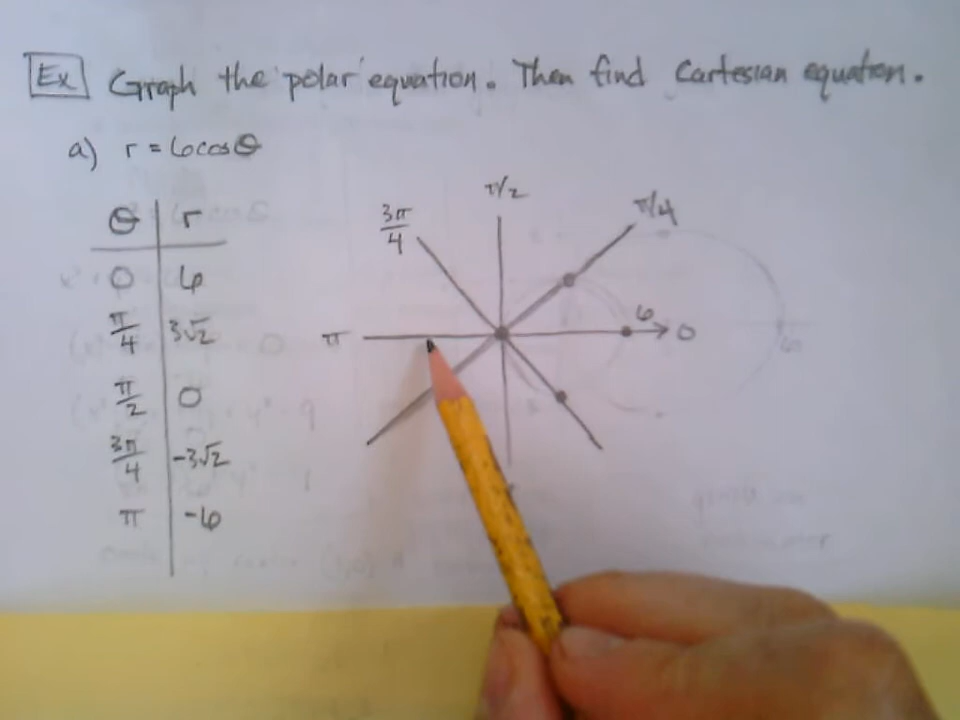 Ex Graph the polar equation. Then find Cartesian equation.
a) r = 6cosθ
θ r
0 6
π/4 3√2
π/2 0
3π/4 -3√2
π -6
π/2
3π/4
π/4
π
6
0